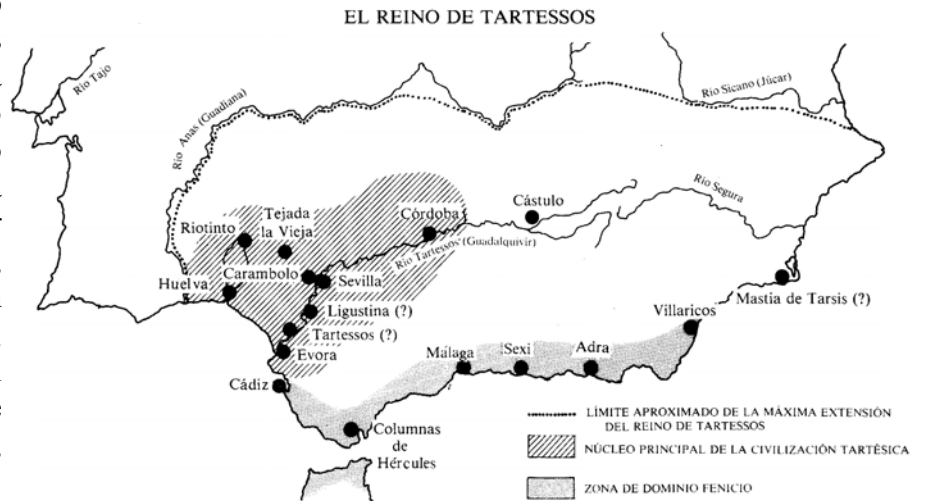 EL REINO DE TARTESSOS
Río Tajo
Río Anas (Guadiana)
Río Sicano (Júcar)
Río Segura
Cástulo
Córdoba
Río Tartessos (Guadalquivir)
Tejada
la Vieja
Riotinto
Carambolo
Sevilla
Huelva
Ligustina (?)
Tartessos (?)
Evora
Mastia de Tarsis (?)
Villaricos
Málaga
Sexi
Adra
Cádiz
Columnas
de
Hércules
LÍMITE APROXIMADO DE LA MÁXIMA EXTENSIÓN
DEL REINO DE TARTESSOS
NÚCLEO PRINCIPAL DE LA CIVILIZACIÓN TARTÉSICA
ZONA DE DOMINIO FENICIO